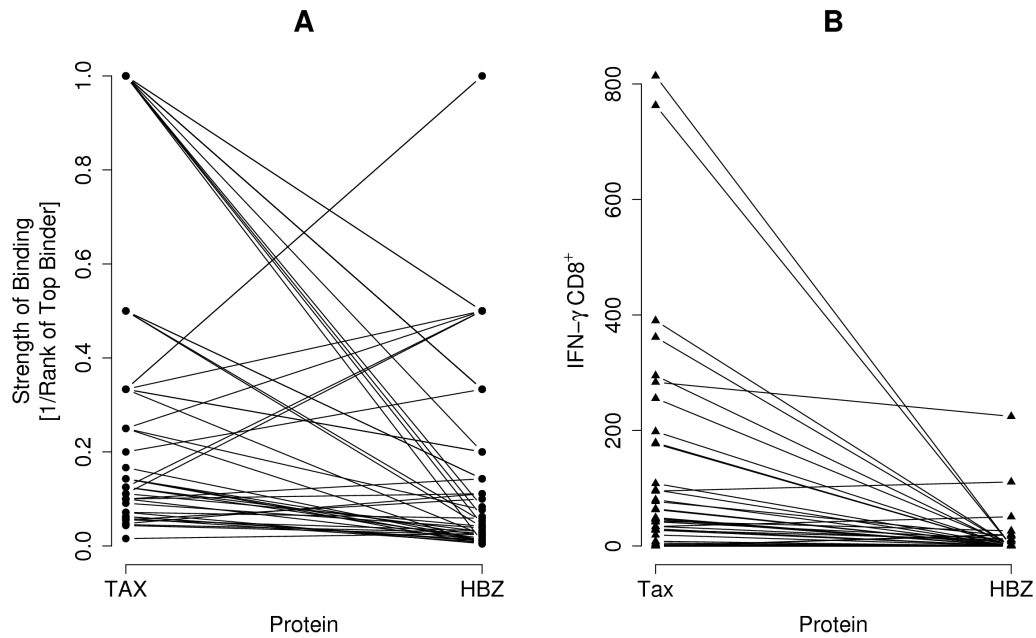 A
Strength of Binding
[1/Rank of Top Binder]
1.0
0.8
0.6
0.4
0.2
0.0
TAX HBZ
Protein
B
IFN−γ CD8+
800
600
400
200
0
Tax HBZ
Protein